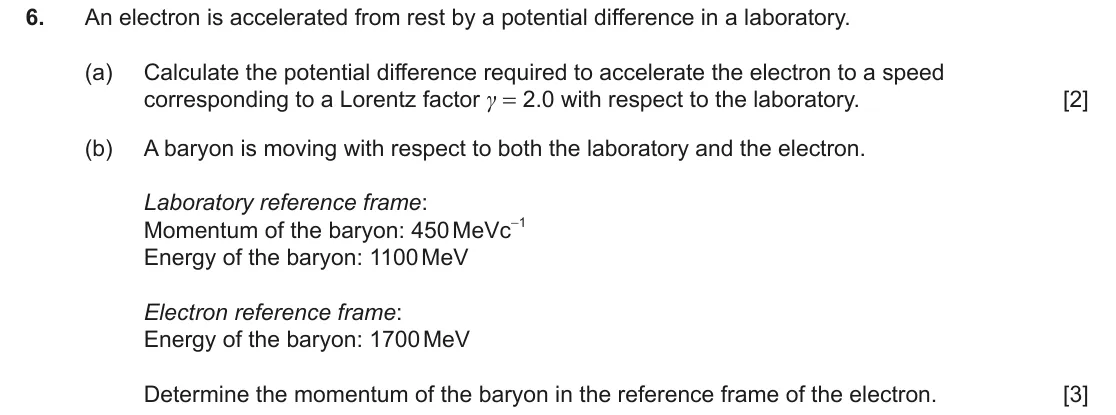 6. An electron is accelerated from rest by a potential difference in a laboratory.
(a) Calculate the potential difference required to accelerate the electron to a speed
corresponding to a Lorentz factor γ = 2.0 with respect to the laboratory. [2]
(b) A baryon is moving with respect to both the laboratory and the electron.
Laboratory reference frame:
Momentum of the baryon: 450 MeVc⁻¹
Energy of the baryon: 1100 MeV
Electron reference frame:
Energy of the baryon: 1700 MeV
Determine the momentum of the baryon in the reference frame of the electron. [3]